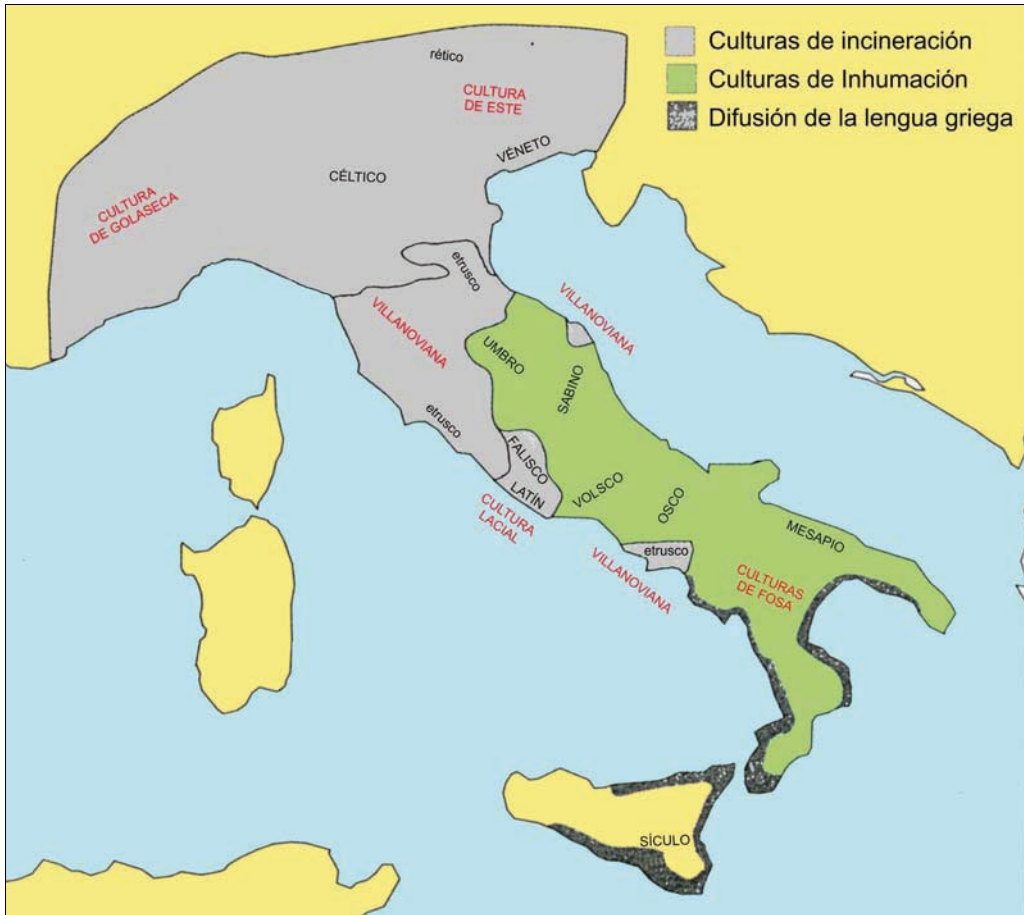 Culturas de incineración
Culturas de Inhumación
Difusión de la lengua griega
rético
CULTURA
DE ESTE
VÉNETO
CÉLTICO
CULTURA
DE GOLASECA
etrusco
VILLANOVIANA
VILLANOVIANA
UMBRO
SABINO
etrusco
FALISCO
LATÍN
VOLSCO
OSCO
MESAPIO
CULTURA
LACIAL
etrusco
VILLANOVIANA
CULTURAS
DE FOSA
SÍCULO